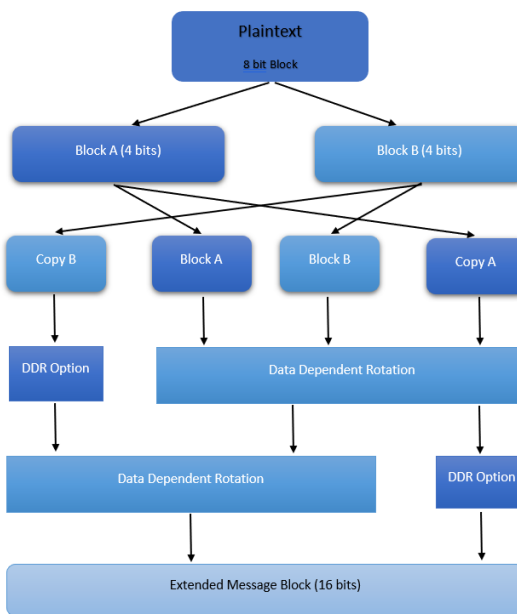 Plaintext
8 bit Block
Block A (4 bits)
Block B (4 bits)
Copy B
Block A
Block B
Copy A
DDR Option
Data Dependent Rotation
Data Dependent Rotation
DDR Option
Extended Message Block (16 bits)